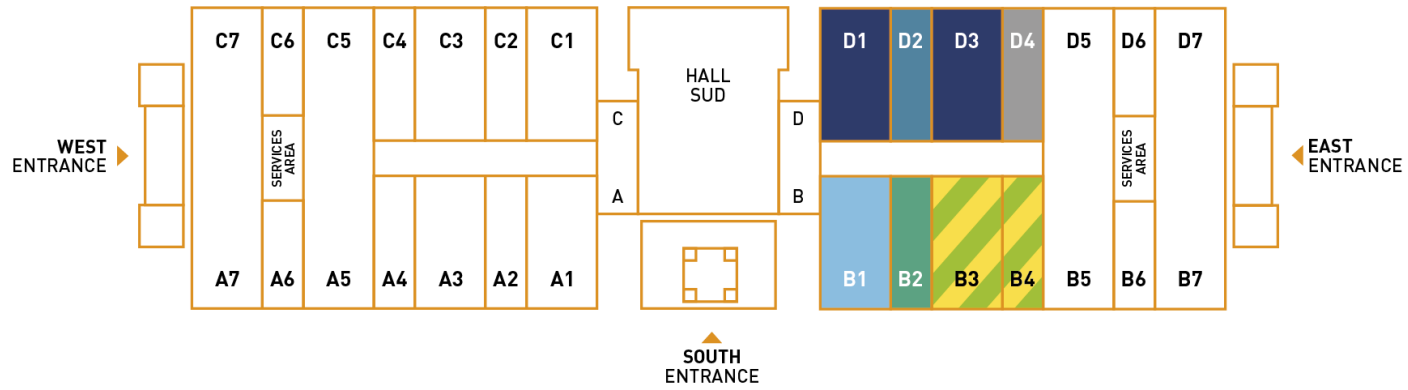 C7 C6 C5 C4 C3 C2 C1
D1 D2 D3 D4 D5 D6 D7
HALL
SUD
C
D
WEST
ENTRANCE
SERVICES
AREA
SERVICES
AREA
EAST
ENTRANCE
A
B
A7 A6 A5 A4 A3 A2 A1
B1 B2 B3 B4 B5 B6 B7
SOUTH
ENTRANCE